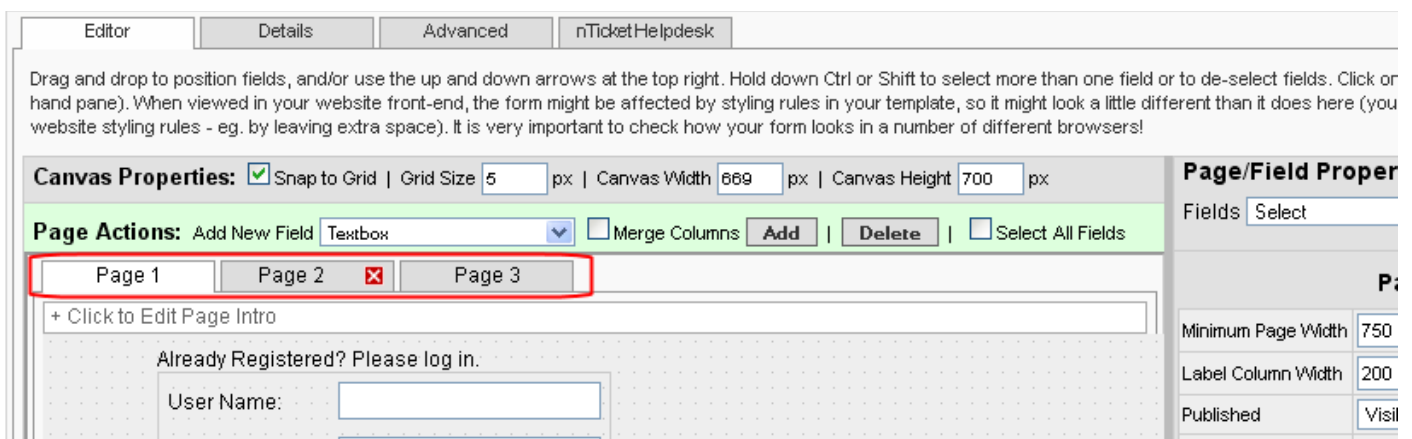 Editor Details Advanced nTicketHelpdesk
Drag and drop to position fields, and/or use the up and down arrows at the top right. Hold down Ctrl or Shift to select more than one field or to de-select fields. Click
hand pane). When viewed in your website front-end, the form might be affected by styling rules in your template, so it might look a little different than it does here (you
website styling rules - eg. by leaving extra space). It is very important to check how your form looks in a number of different browsers!
Canvas Properties: Snap to Grid | Grid Size 5 px | Canvas Width 669 px | Canvas Height 700 px
Page/Field Proper
Page Actions: Add New Field Textbox Merge Columns Add | Delete | Select All Fields
Fields Select
Page 1 Page 2 Page 3
+ Click to Edit Page Intro
Already Registered? Please log in.
Minimum Page Width 750
Label Column Width 200
User Name:
Published Visi